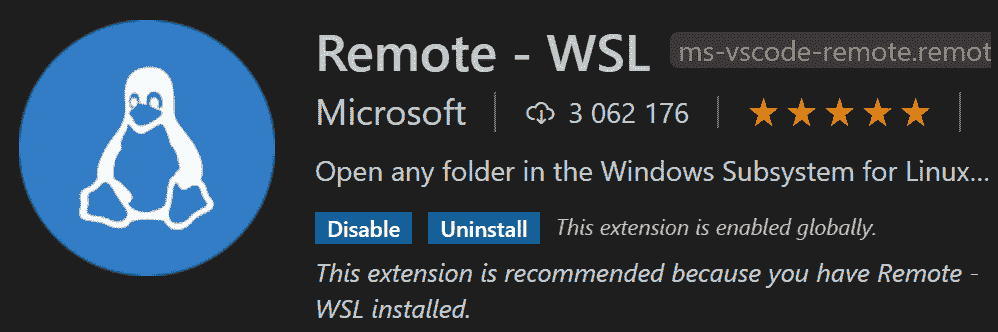 Remote - WSL ms-vscode-remote.remot
Microsoft 3 062 176
Open any folder in the Windows Subsystem for Linux...
Disable Uninstall This extension is enabled globally.
This extension is recommended because you have Remote -
WSL installed.